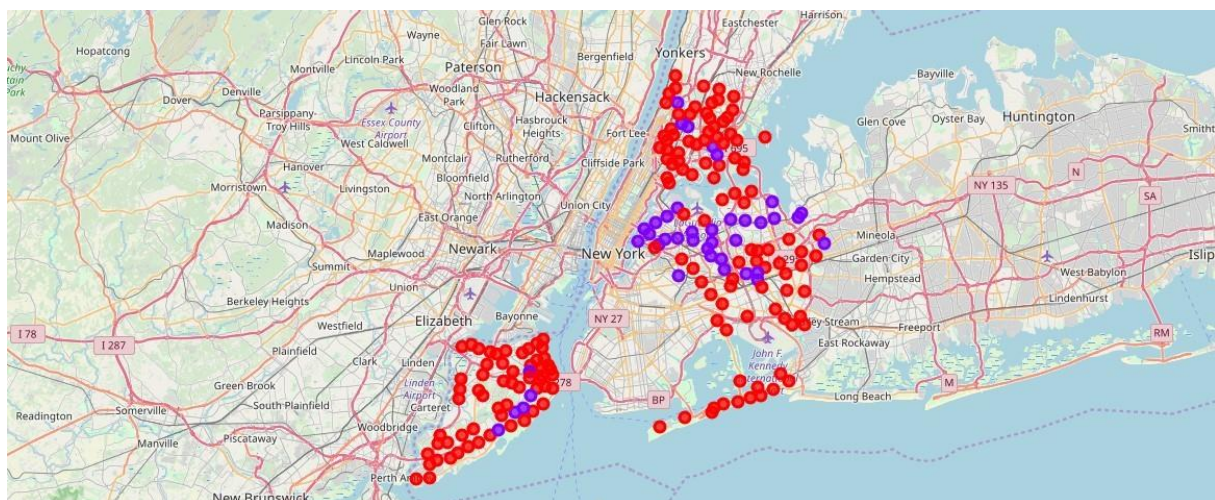 Glen Rock
Eastchester
Harrison
Hopatcong
Wayne
Fair Lawn
Bergenfield
Yonkers
Montville
Lincoln Park
Paterson
New Rochelle
Denville
Woodland Park
Hackensack
Bayville
Dover
Parsippany-Troy Hills
Essex County Airport
Clifton
Hasbrouck Heights
Fort Lee
Glen Cove
Oyster Bay
Huntington
Mount Olive
West Caldwell
Hanover
Montclair
Rutherford
Cliffside Park
695
Livingston
Bloomfield
Morristown
North Arlington
NY 135
N
East Orange
Union City
SA
Madison
Maplewood
Newark
New York
Mineola
Garden City
Summit
Union
Hempstead
West Babylon
Islip
Berkeley Heights
Lindenhurst
Elizabeth
Bayonne
NY 27
I 78
I 287
Westfield
Freeport
RM
Plainfield
Clark
Linden
East Rockaway
Green Brook
Linden Airport
278
John F. Kennedy
BP
M
Long Beach
South Plainfield
Carteret
Readington
Somerville
Woodbridge
Manville
Piscataway
New Brunswick